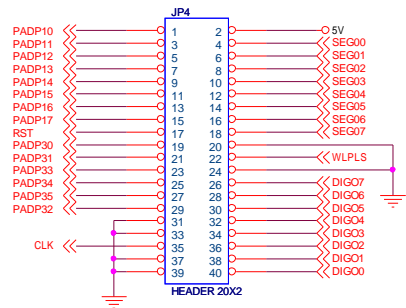 JP4
PADP10 1 2 5V
PADP11 3 4 SEG00
PADP12 5 6 SEG01
PADP13 7 8 SEG02
PADP14 9 10 SEG03
PADP15 11 12 SEG04
PADP16 13 14 SEG05
PADP17 15 16 SEG06
RST 17 18 SEG07
PADP30 19 20
PADP31 21 22 WLPLS
PADP33 23 24
PADP34 25 26 DIGO7
PADP35 27 28 DIGO6
PADP32 29 30 DIGO5
31 32 DIGO4
33 34 DIGO3
CLK 35 36 DIGO2
37 38 DIGO1
39 40 DIGO0
HEADER 20X2